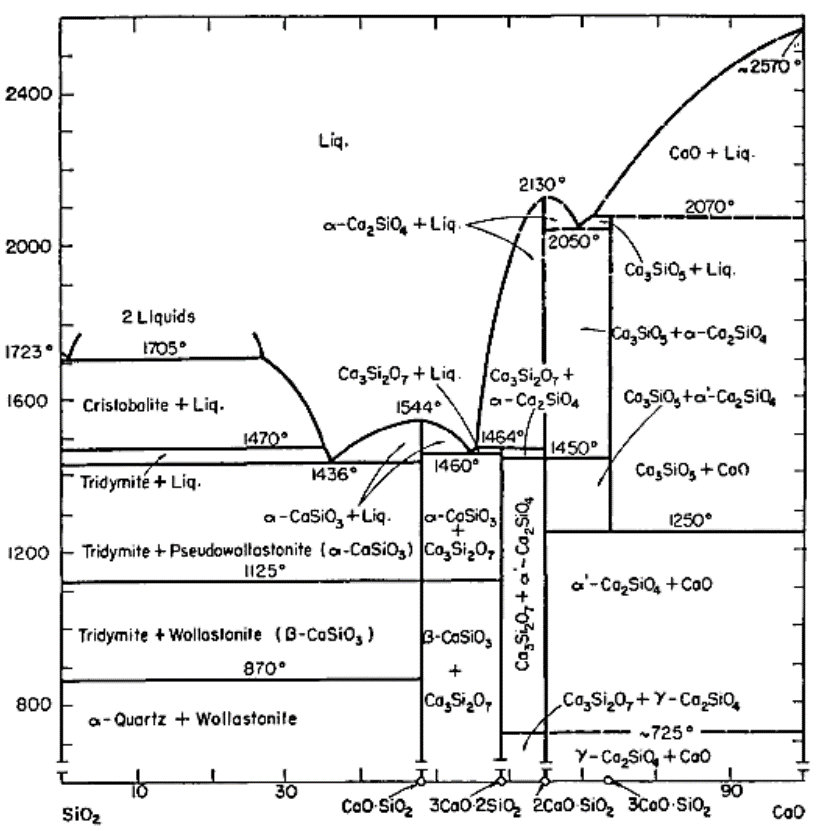 ~2570°
2400
Liq.
CaO + Liq.
2130°
2070°
α-Ca₂SiO₄ + Liq.
2050°
2000
Ca₃SiO₅ + Liq.
2 Liquids
Ca₃SiO₅ + α-Ca₂SiO₄
1723°
1705°
Ca₃Si₂O₇ + Liq.
Ca₃Si₂O₇ +
α-Ca₂SiO₄
Ca₃SiO₅ + α'-Ca₂SiO₄
1600
Cristobalite + Liq.
1544°
1470°
1464°
1450°
1436°
1460°
Ca₃SiO₅ + CaO
Tridymite + Liq.
α-CaSiO₃ + Liq.
α-CaSiO₃
+
Ca₃Si₂O₇
1250°
1200
Tridymite + Pseudowollastonite (α-CaSiO₃)
1125°
Ca₃Si₂O₇ + α'-Ca₂SiO₄
α'-Ca₂SiO₄ + CaO
Tridymite + Wollastonite (β-CaSiO₃)
β-CaSiO₃
+
Ca₃Si₂O₇
870°
800
α-Quartz + Wollastonite
Ca₃Si₂O₇ + γ-Ca₂SiO₄
~725°
γ-Ca₂SiO₄ + CaO
10
30
90
SiO₂
CaO·SiO₂
3CaO·2SiO₂
2CaO·SiO₂
3CaO·SiO₂
CaO